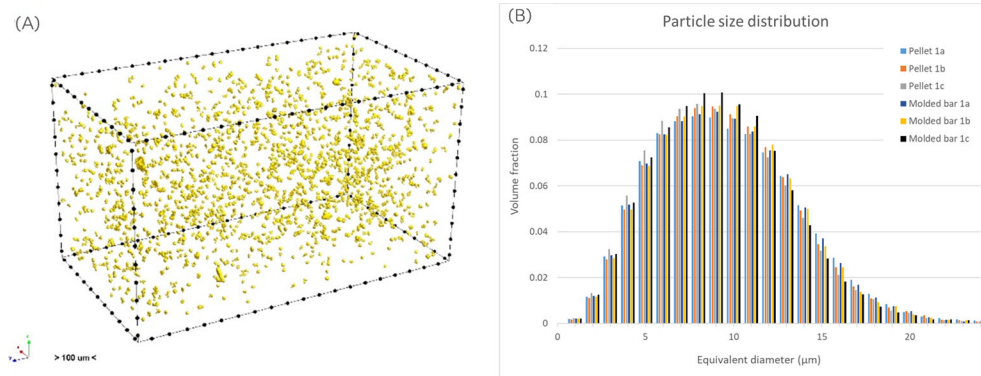 (A)
> 100 um <
(B)
Particle size distribution
0.12
0.1
0.08
0.06
0.04
0.02
0
Volume fraction
0
5
10
15
20
Equivalent diameter (μm)
Pellet 1a
Pellet 1b
Pellet 1c
Molded bar 1a
Molded bar 1b
Molded bar 1c